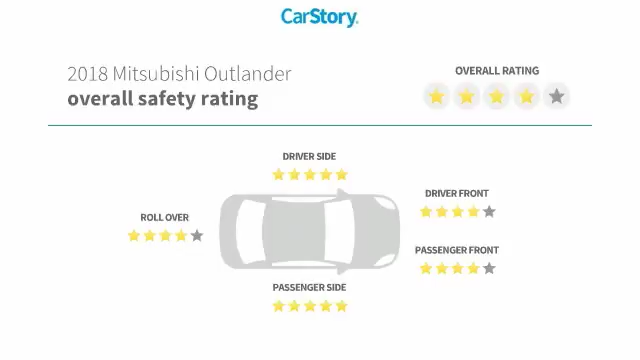 CarStory
2018 Mitsubishi Outlander
overall safety rating
OVERALL RATING
DRIVER SIDE
DRIVER FRONT
ROLL OVER
PASSENGER FRONT
PASSENGER SIDE